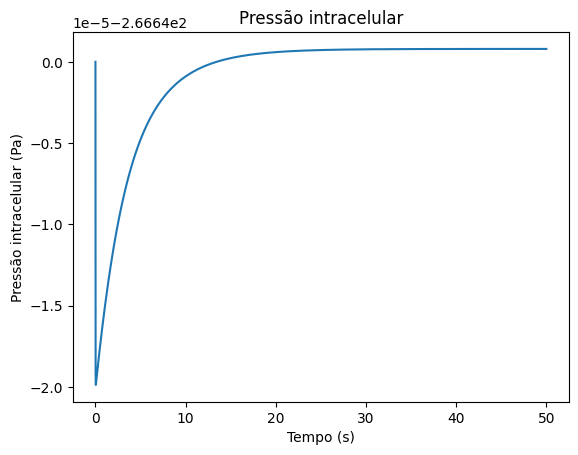 Pressão intracelular
1e-5-2.6664e2
Pressão intracelular (Pa)
0.0
-0.5
-1.0
-1.5
-2.0
0
10
20
30
40
50
Tempo (s)